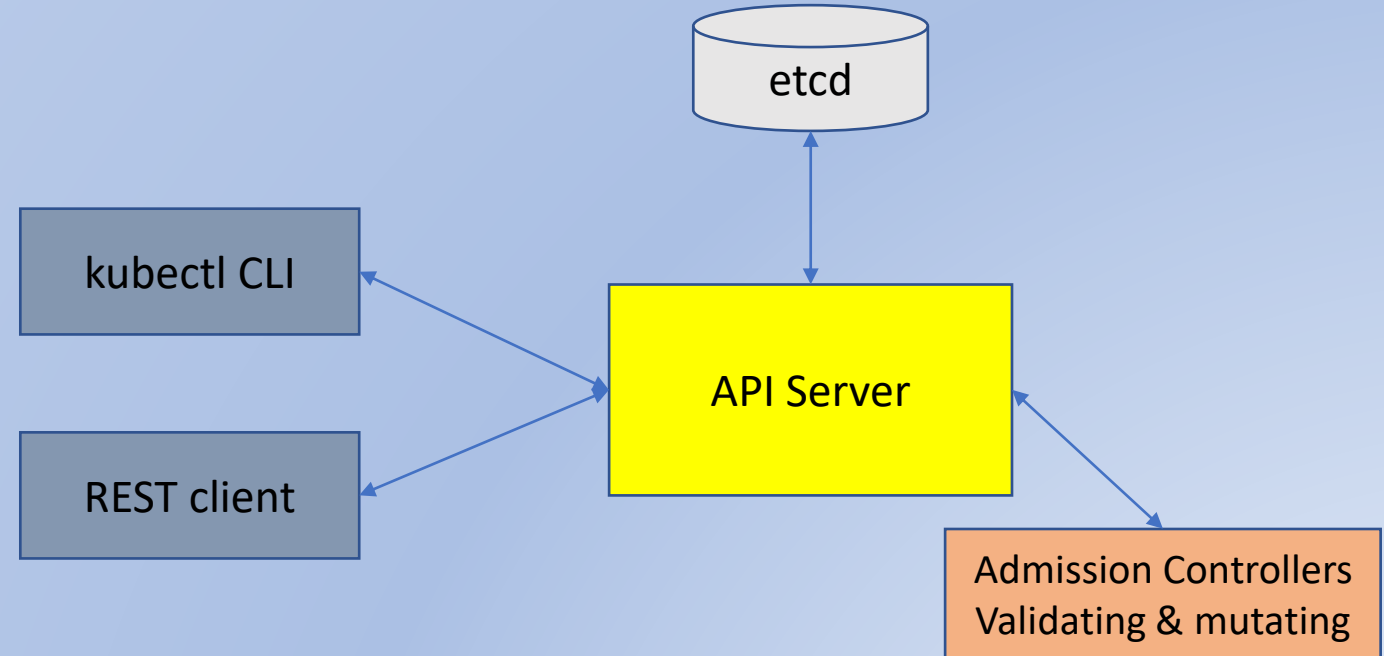 etcd
kubectl CLI
API Server
REST client
Admission Controllers
Validating & mutating